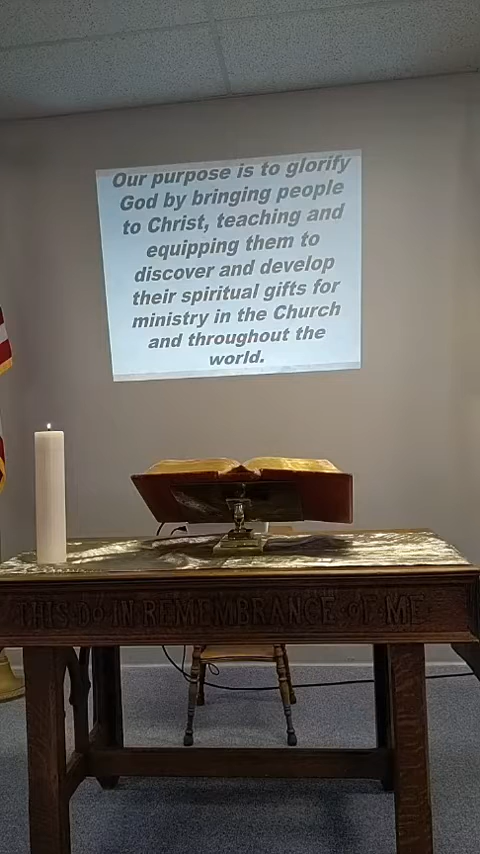 Our purpose is to glorify
God by bringing people
to Christ, teaching and
equipping them to
discover and develop
their spiritual gifts for
ministry in the Church
and throughout the
world.
THIS Do IN REMEMBRANCE oF ME